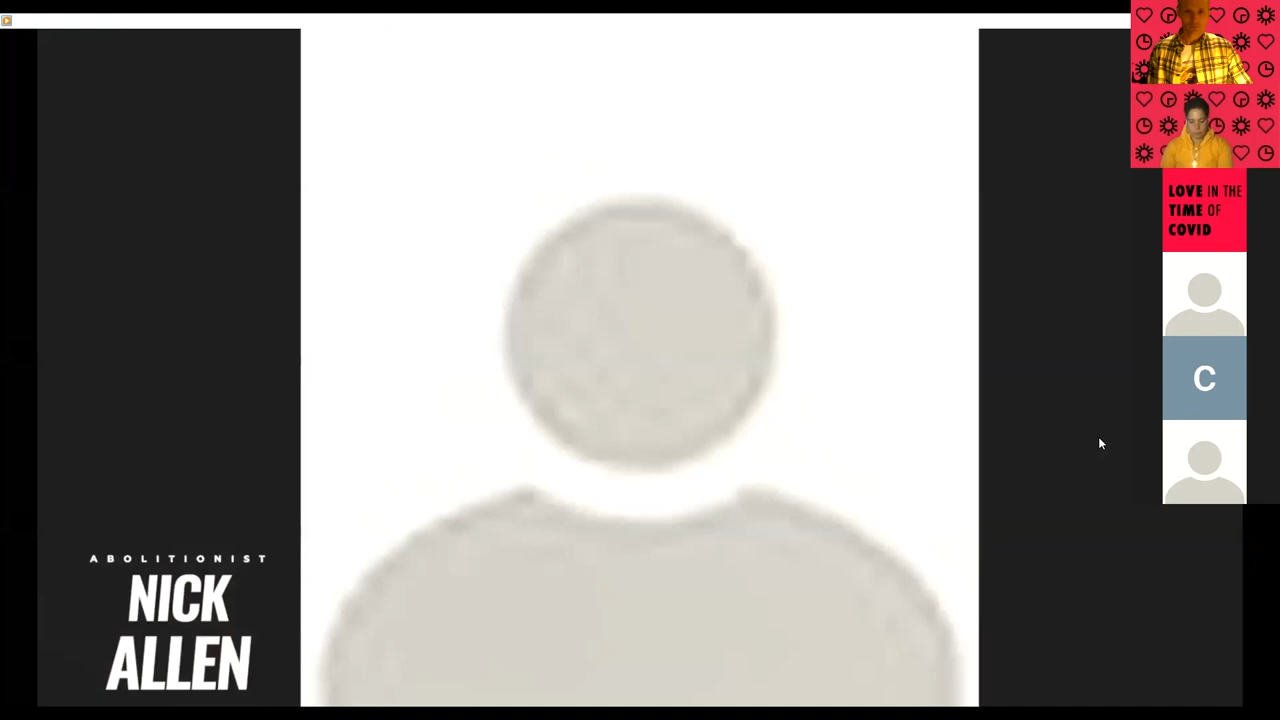 ABOLITIONIST
NICK
ALLEN
LOVE IN THE
TIME OF
COVID
C